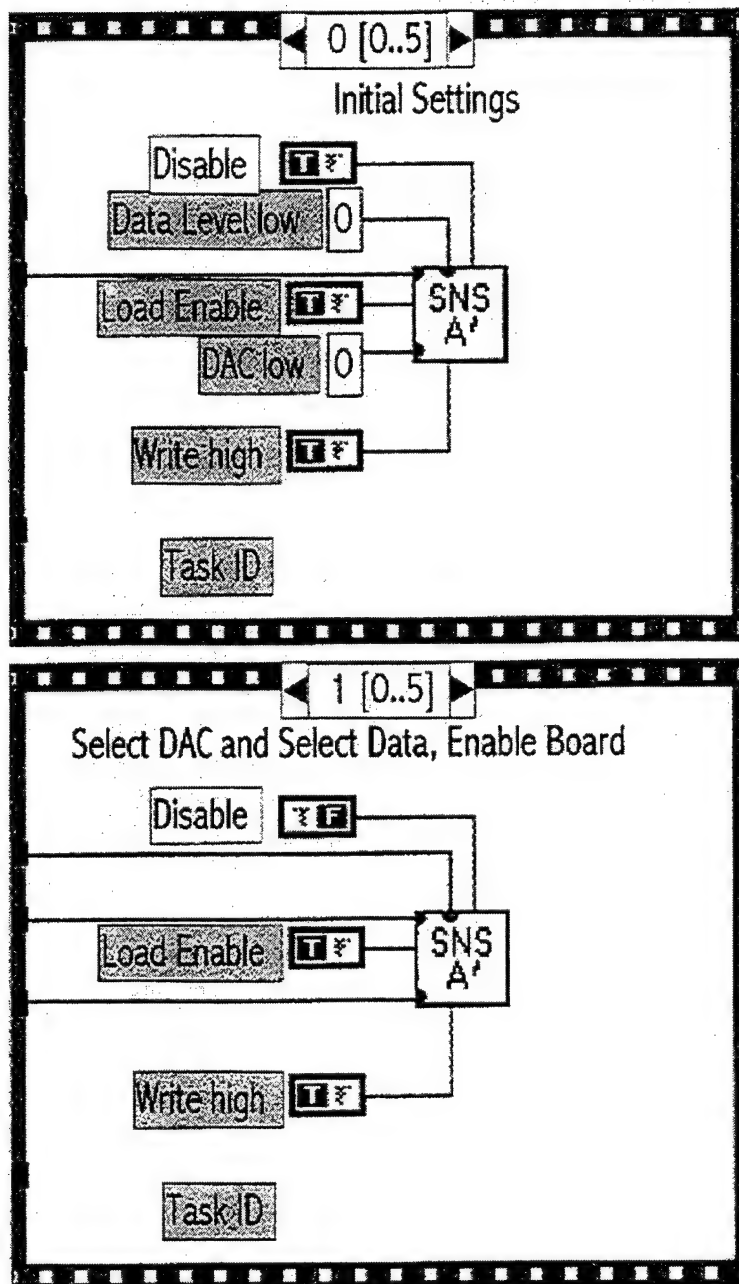 0 [0..5]
Initial Settings
Disable T F
Data Level low 0
Load Enable T F
SNS
A'
DAC low 0
Write high T F
Task ID
1 [0..5]
Select DAC and Select Data, Enable Board
Disable T F
Load Enable T F
SNS
A'
Write high T F
Task ID